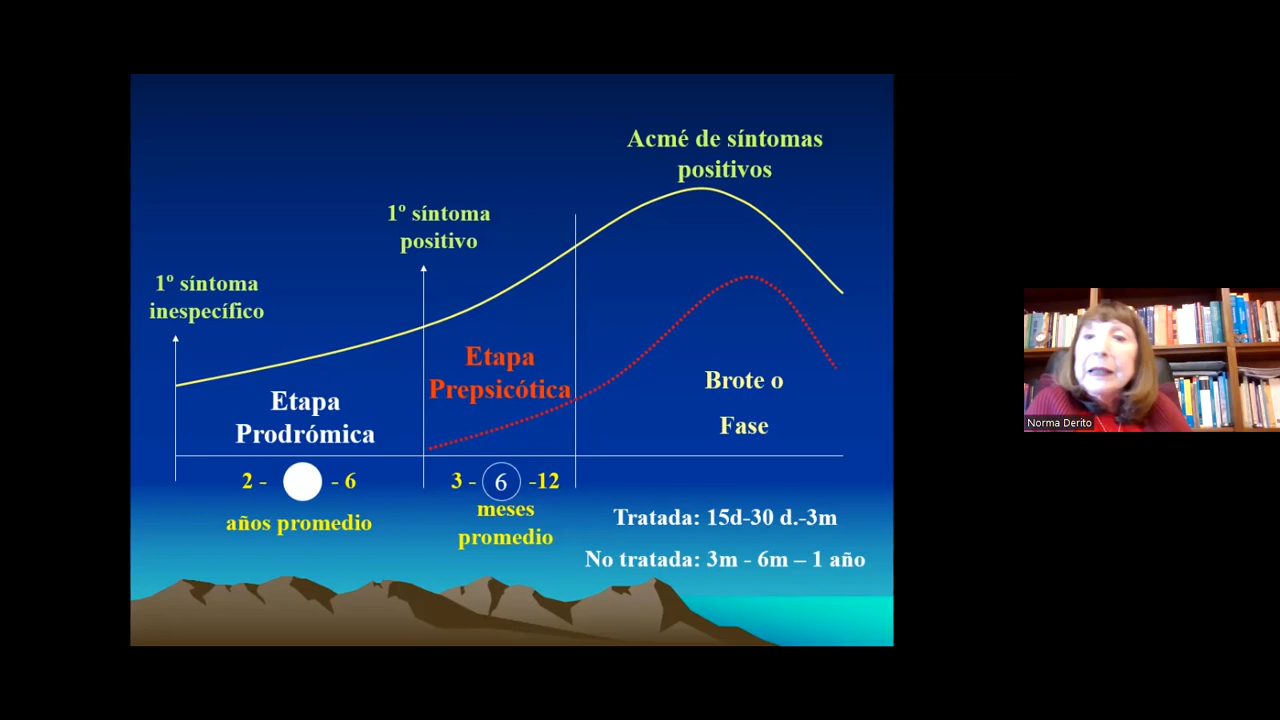 Acmé de síntomas
positivos
1º síntoma
positivo
1º síntoma
inespecífico
Etapa
Prepsicótica
Etapa
Prodrómica
Brote o
Fase
2 - - 6
años promedio
3 - 6 -12
meses
promedio
Tratada: 15d-30 d.-3m
No tratada: 3m - 6m – 1 año
Norma Derito